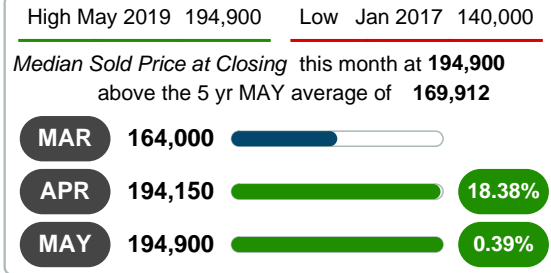 High May 2019 194,900 Low Jan 2017 140,000
Median Sold Price at Closing this month at 194,900
above the 5 yr MAY average of 169,912
MAR 164,000
APR 194,150 18.38%
MAY 194,900 0.39%